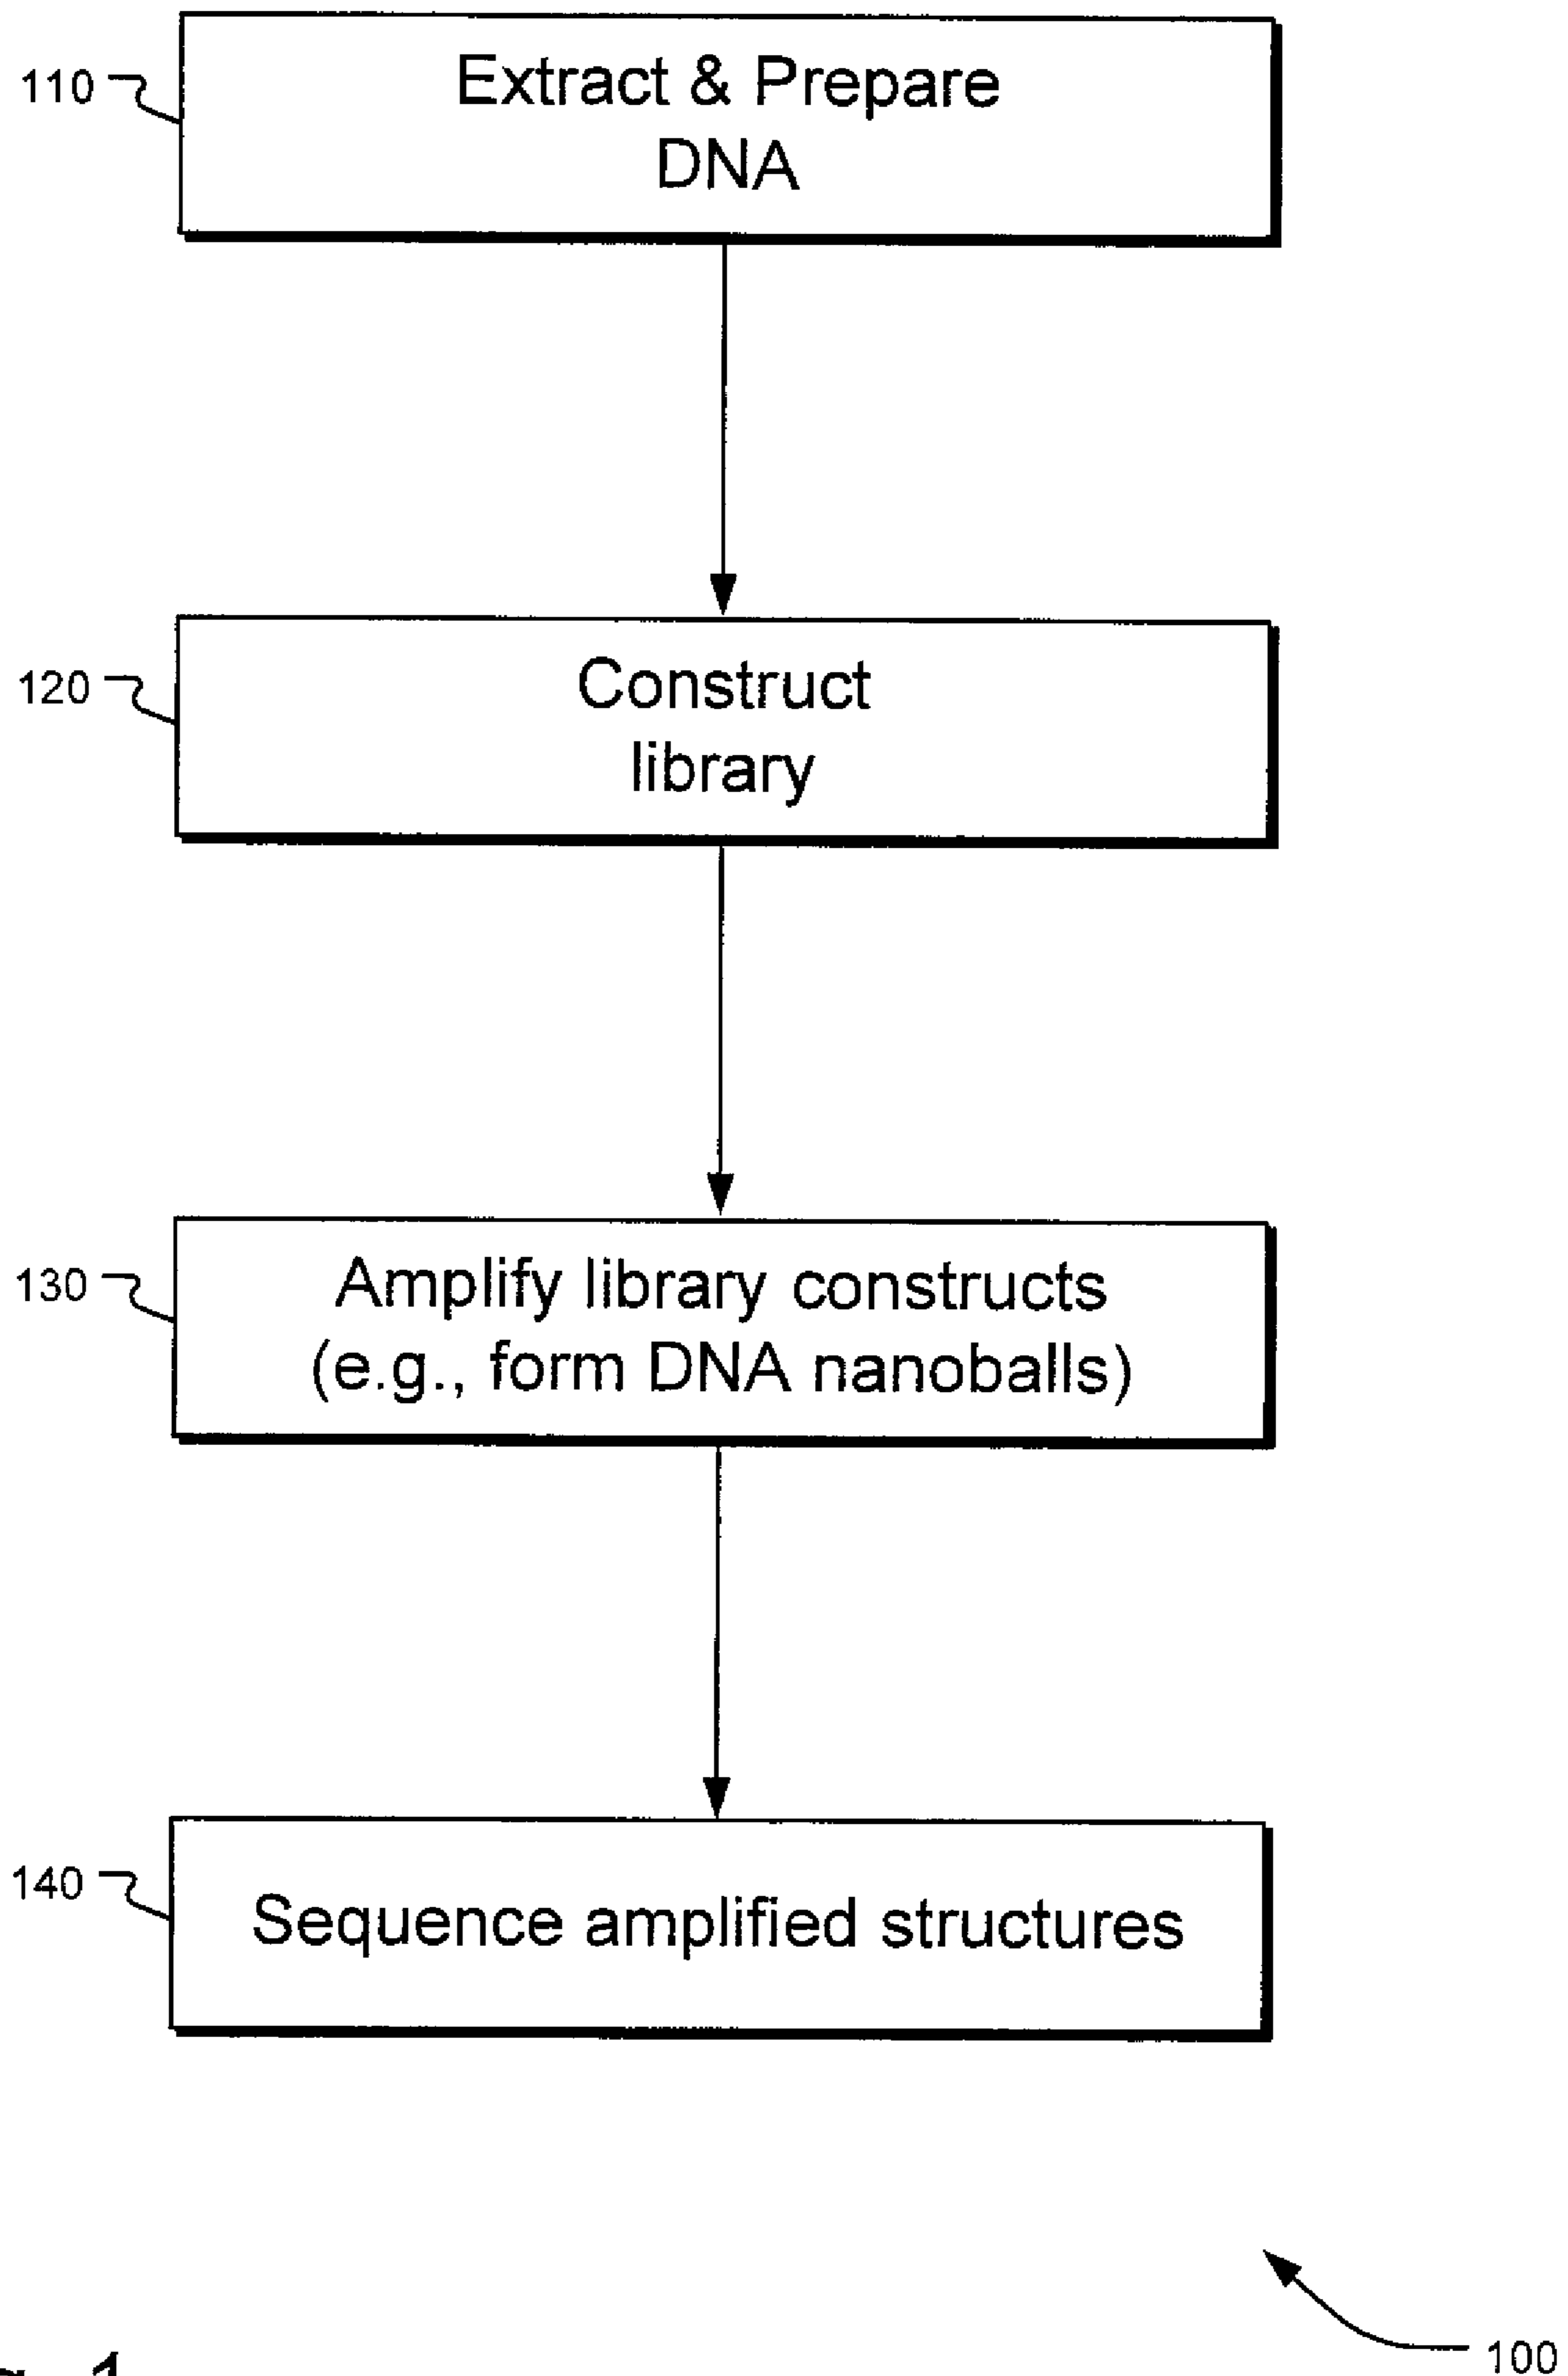 110
Extract & Prepare
DNA
120
Construct
library
130
Amplify library constructs
(e.g., form DNA nanoballs)
140
Sequence amplified structures
100